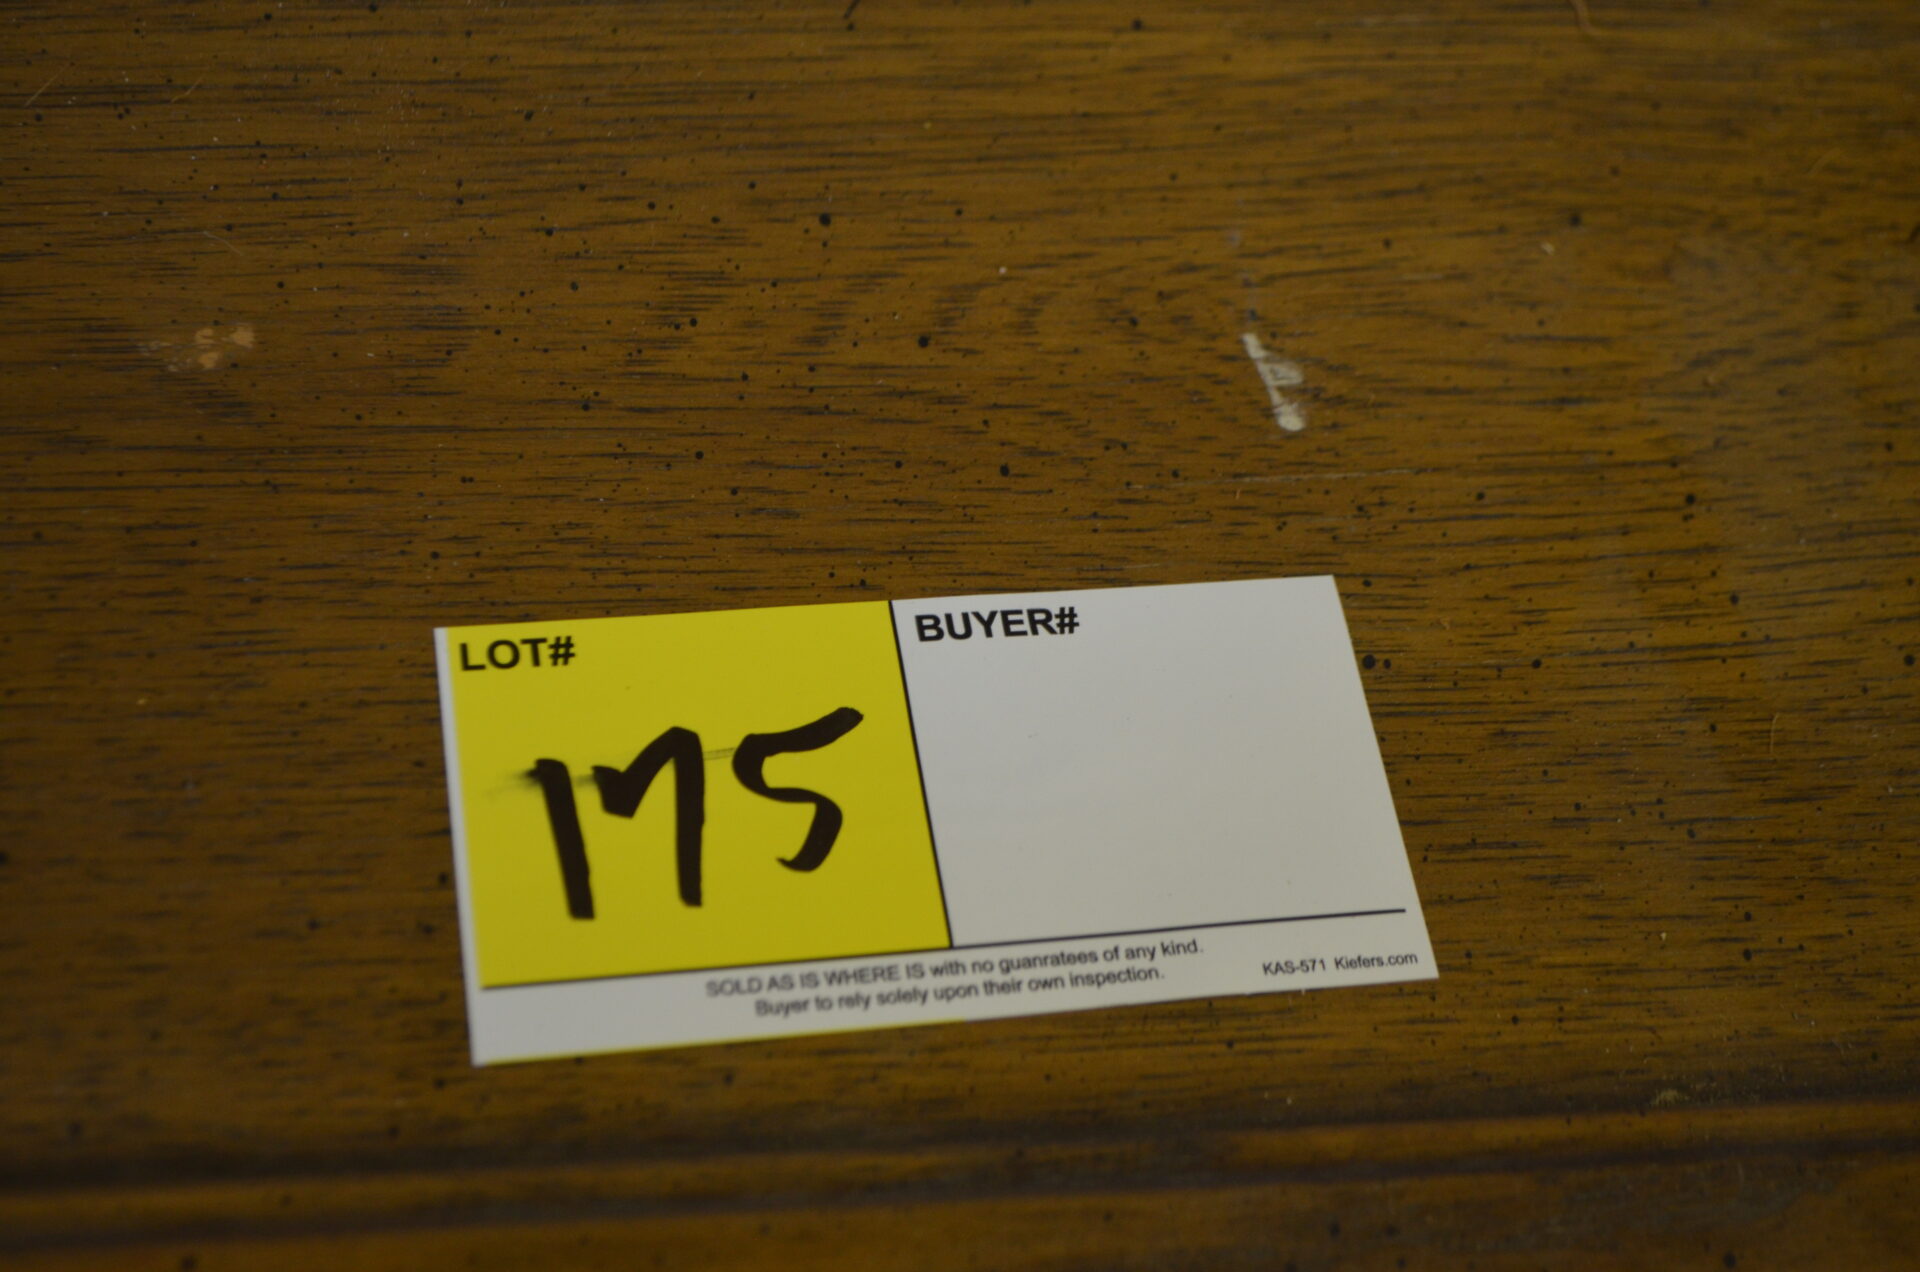 LOT#
BUYER#
175
SOLD AS IS WHERE IS with no guanratees of any kind.
Buyer to rely solely upon their own inspection.
KAS-571 Kiefers.com